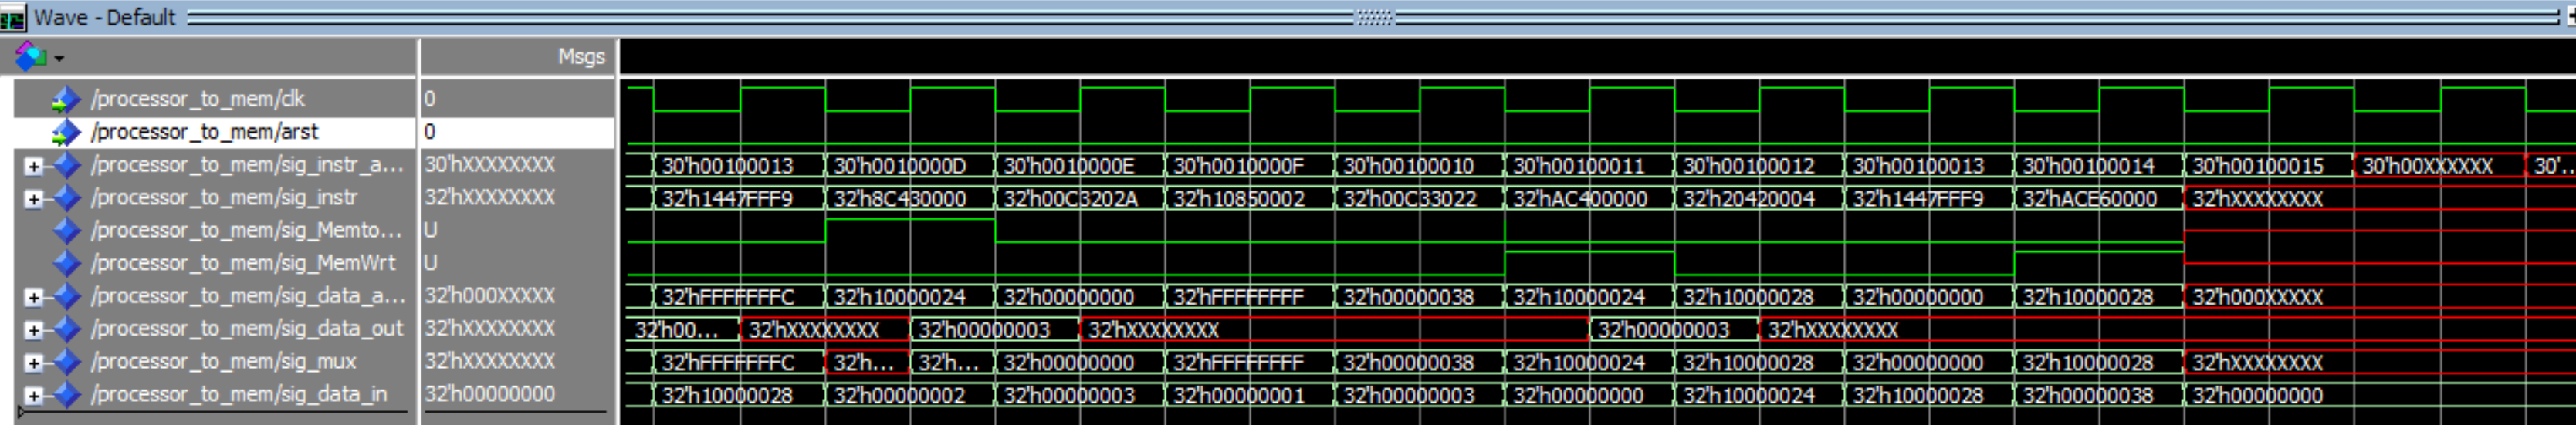 Wave - Default
Msgs
/processor_to_mem/clk 0
/processor_to_mem/arst 0
/processor_to_mem/sig_instr_a... 30'hXXXXXXXX 30'h00100013 30'h0010000D 30'h0010000E 30'h0010000F 30'h00100010 30'h00100011 30'h00100012 30'h00100013 30'h00100014 30'h00100015 30'h00XXXXXX 30'..
/processor_to_mem/sig_instr 32'hXXXXXXXX 32'h1447FFF9 32'h8C430000 32'h00C3202A 32'h10850002 32'h00C33022 32'hAC400000 32'h20420004 32'h1447FFF9 32'hACE60000 32'hXXXXXXXX
/processor_to_mem/sig_Memto... U
/processor_to_mem/sig_MemWrt U
/processor_to_mem/sig_data_a... 32'h000XXXXX 32'hFFFFFFFC 32'h10000024 32'h00000000 32'hFFFFFFFF 32'h00000038 32'h10000024 32'h10000028 32'h00000000 32'h10000028 32'h000XXXXX
/processor_to_mem/sig_data_out 32'hXXXXXXXX 32'h00... 32'hXXXXXXXX 32'h00000003 32'hXXXXXXXX 32'h00000003 32'hXXXXXXXX
/processor_to_mem/sig_mux 32'hXXXXXXXX 32'hFFFFFFFC 32'h... 32'h... 32'h00000000 32'hFFFFFFFF 32'h00000038 32'h10000024 32'h10000028 32'h00000000 32'h10000028 32'hXXXXXXXX
/processor_to_mem/sig_data_in 32'h00000000 32'h10000028 32'h00000002 32'h00000003 32'h00000001 32'h00000003 32'h00000000 32'h10000024 32'h10000028 32'h00000038 32'h00000000